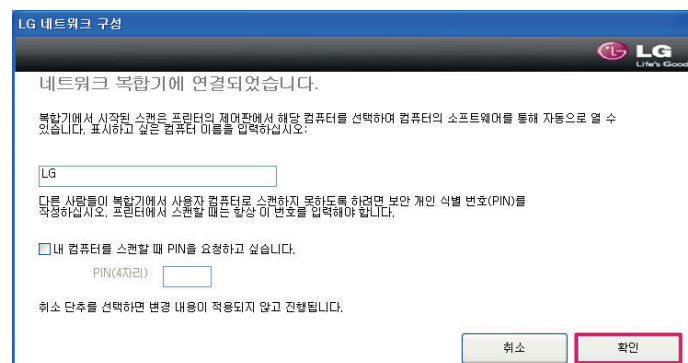 LG 네트워크 구성
LG
Life's Good
네트워크 복합기에 연결되었습니다.
복합기에서 시작된 스캔은 프린터의 제어판에서 해당 컴퓨터를 선택하여 컴퓨터의 소프트웨어를 통해 자동으로 열 수
있습니다. 표시하고 싶은 컴퓨터 이름을 입력하십시오:
LG
다른 사람들이 복합기에서 사용자 컴퓨터로 스캔하지 못하도록 하려면 보안 개인 식별 번호(PIN)를
작성하십시오. 프린터에서 스캔할 때는 항상 이 번호를 입력해야 합니다.
내 컴퓨터를 스캔할 때 PIN을 요청하고 싶습니다.
PIN(4자리)
취소 단추를 선택하면 변경 내용이 적용되지 않고 진행됩니다.
취소
확인